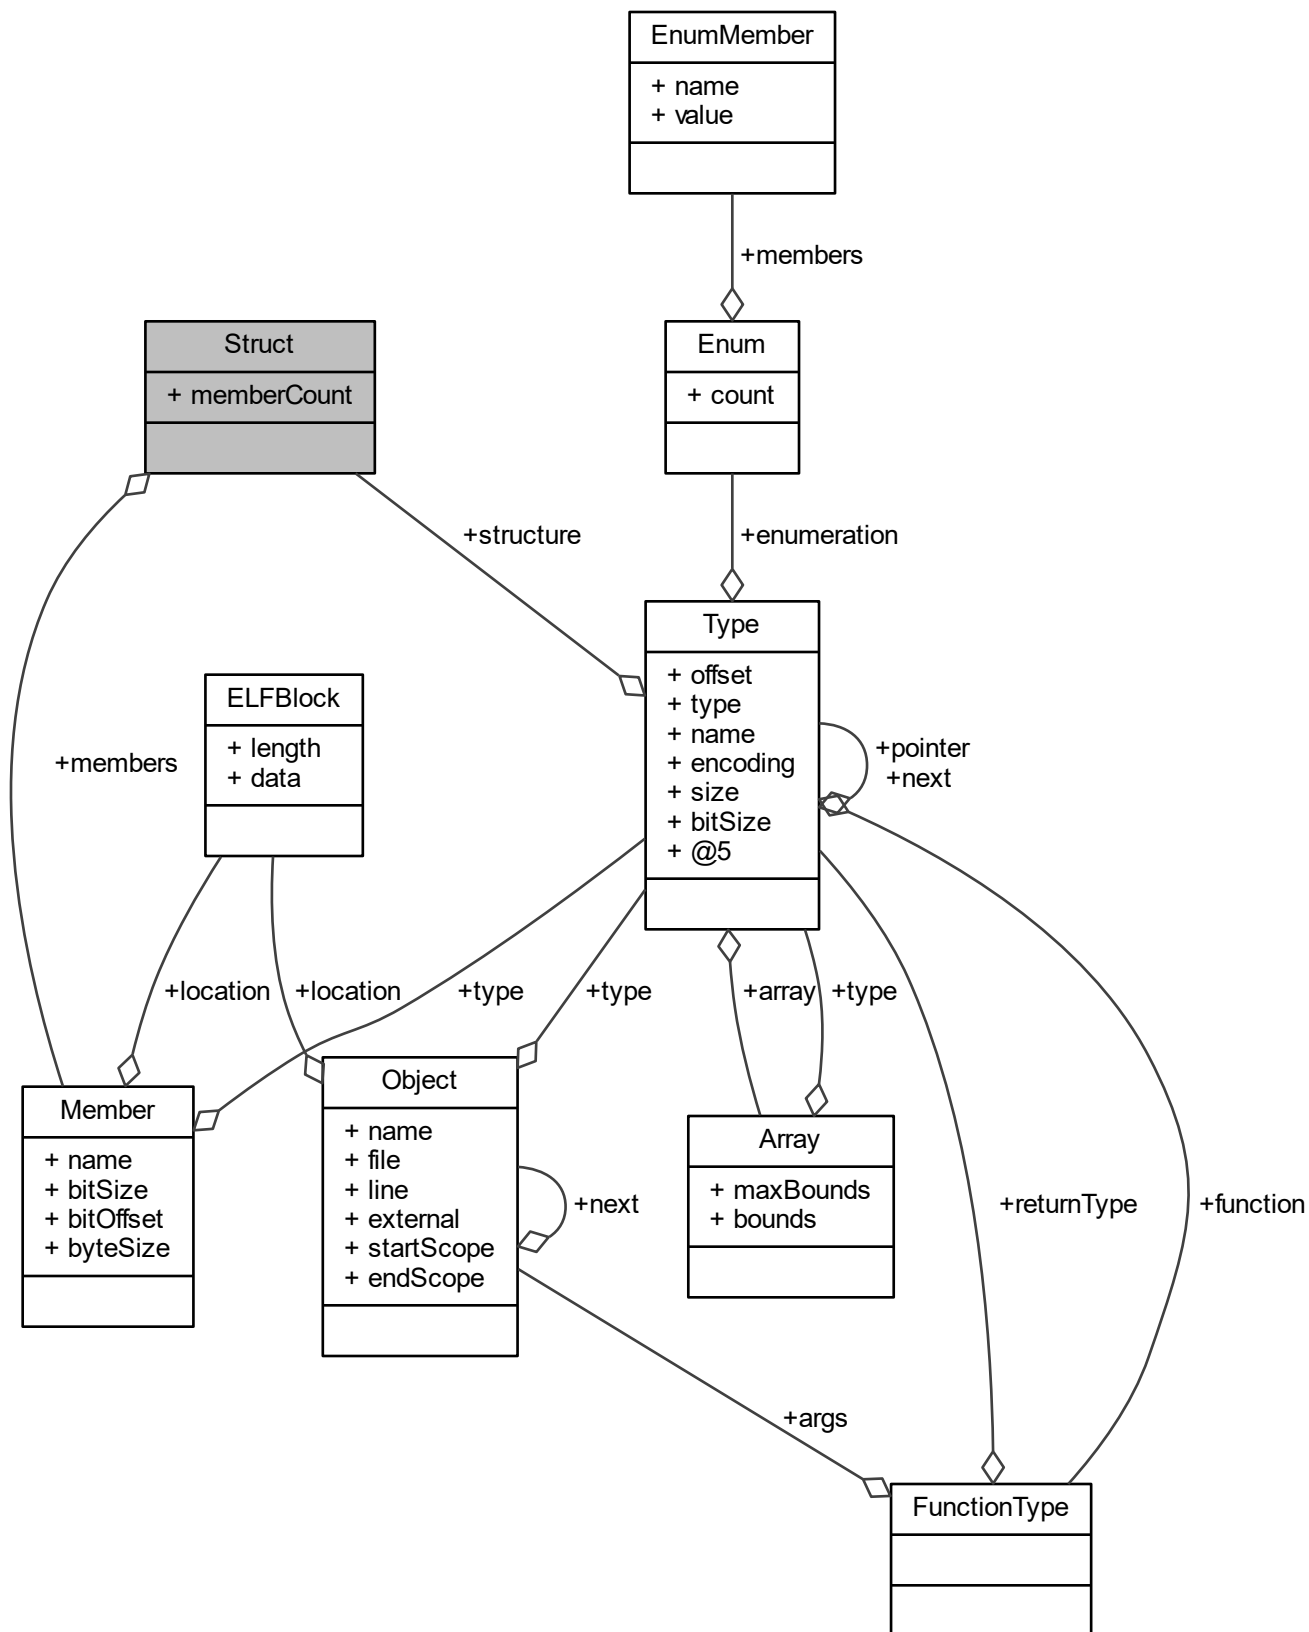 EnumMember
+ name
+ value
+members
Struct
+ memberCount
Enum
+ count
+structure
+enumeration
Type
+ offset
+ type
+ name
+ encoding
+ size
+ bitSize
+ @5
+pointer
+next
ELFBlock
+ length
+ data
+members
+location
+location
+type
+type
+array
+type
Member
+ name
+ bitSize
+ bitOffset
+ byteSize
Object
+ name
+ file
+ line
+ external
+ startScope
+ endScope
+next
Array
+ maxBounds
+ bounds
+returnType
+function
+args
FunctionType